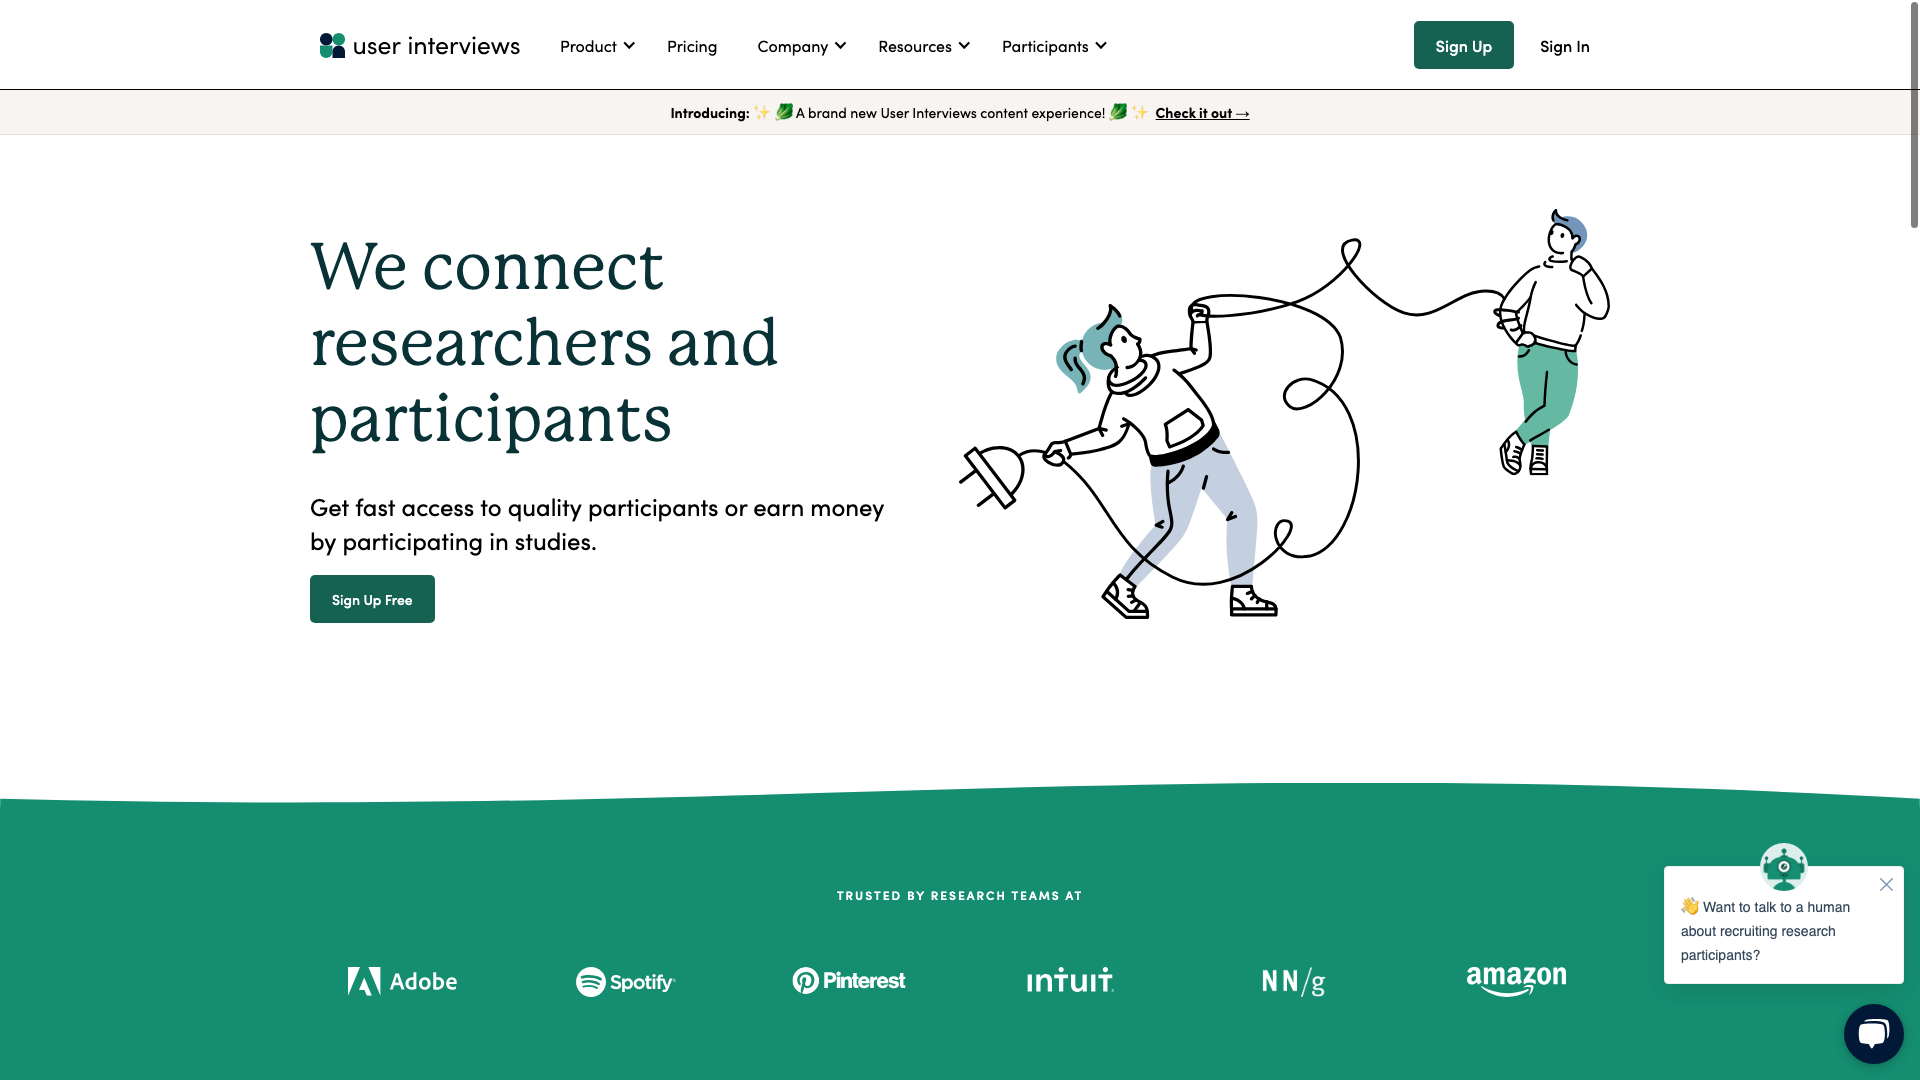 user interviews
Product
Pricing
Company
Resources
Participants
Sign Up
Sign In
Introducing: ✨ 🥬 A brand new User Interviews content experience! 🥬 ✨ Check it out →
We connect
researchers and
participants
Get fast access to quality participants or earn money
by participating in studies.
Sign Up Free
TRUSTED BY RESEARCH TEAMS AT
Adobe
Spotify
Pinterest
intuit
NN/g
amazon
👋 Want to talk to a human
about recruiting research
participants?